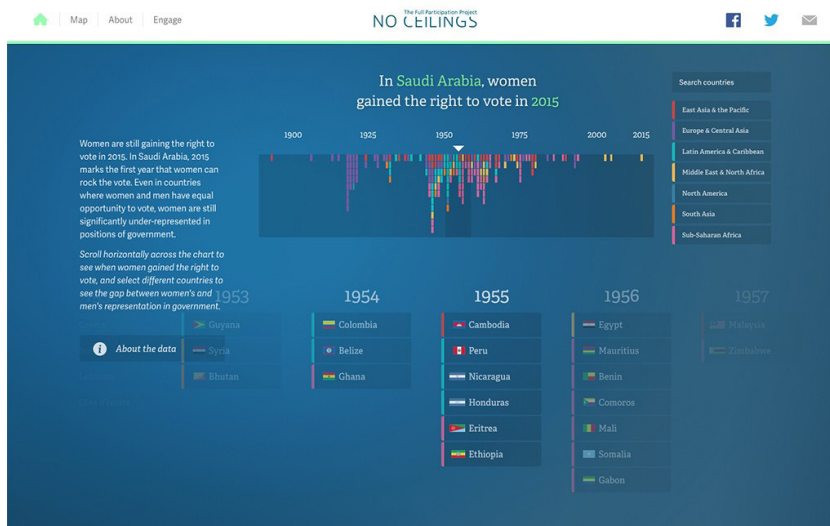 Map
About
Engage
The Full Participation Project
NO CEILINGS
In Saudi Arabia, women
gained the right to vote in 2015
Search countries
East Asia & the Pacific
Europe & Central Asia
Latin America & Caribbean
Middle East & North Africa
North America
South Asia
Sub-Saharan Africa
1900
1925
1950
1975
2000
2015
Women are still gaining the right to
vote in 2015. In Saudi Arabia, 2015
marks the first year that women can
rock the vote. Even in countries
where women and men have equal
opportunity to vote, women are still
significantly under-represented in
positions of government.
Scroll horizontally across the chart to
see when women gained the right to
vote, and select different countries to
see the gap between women's and
men's representation in government.
About the data
1953
Guyana
Syria
Bhutan
1954
Colombia
Belize
Ghana
1955
Cambodia
Peru
Nicaragua
Honduras
Eritrea
Ethiopia
1956
Egypt
Mauritius
Benin
Comoros
Mali
Somalia
Gabon
1957
Malaysia
Zimbabwe